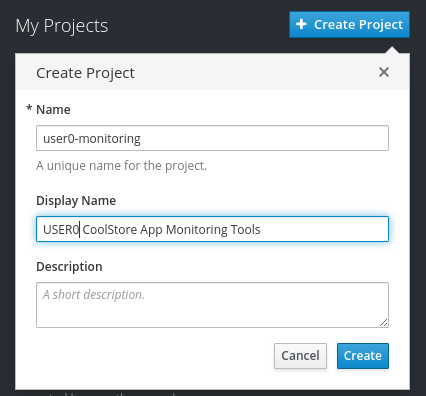 My Projects
+ Create Project
Create Project
* Name
user0-monitoring
A unique name for the project.
Display Name
USER0 CoolStore App Monitoring Tools
Description
A short description.
Cancel
Create